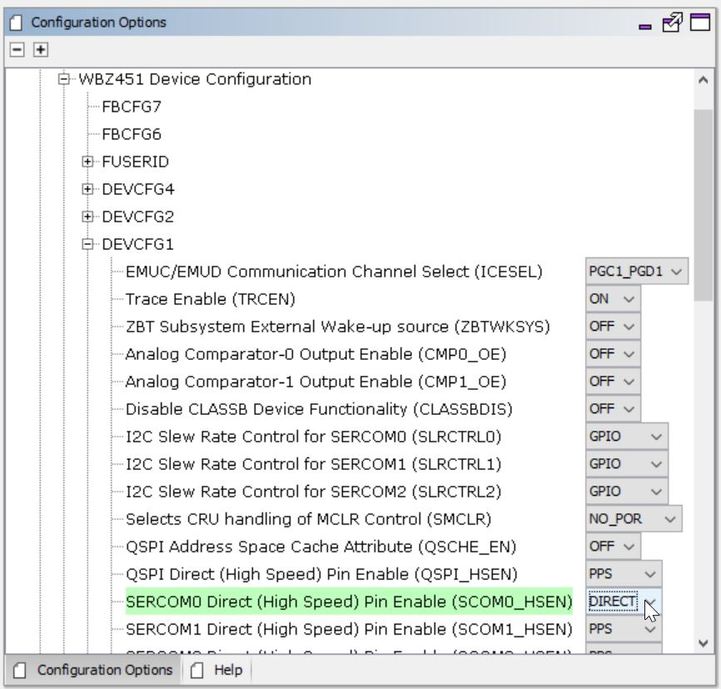 Configuration Options
WBZ451 Device Configuration
FBCFG7
FBCFG6
FUSERID
DEVCFG4
DEVCFG2
DEVCFG1
EMUC/EMUD Communication Channel Select (ICESEL) PGC1_PGD1
Trace Enable (TRCEN) ON
ZBT Subsystem External Wake-up source (ZBTWKSYS) OFF
Analog Comparator-0 Output Enable (CMP0_OE) OFF
Analog Comparator-1 Output Enable (CMP1_OE) OFF
Disable CLASSB Device Functionality (CLASSBDIS) OFF
I2C Slew Rate Control for SERCOM0 (SLRCTRL0) GPIO
I2C Slew Rate Control for SERCOM1 (SLRCTRL1) GPIO
I2C Slew Rate Control for SERCOM2 (SLRCTRL2) GPIO
Selects CRU handling of MCLR Control (SMCLR) NO_POR
QSPI Address Space Cache Attribute (QSCHE_EN) OFF
QSPI Direct (High Speed) Pin Enable (QSPI_HSEN) PPS
SERCOM0 Direct (High Speed) Pin Enable (SCOM0_HSEN) DIRECT
SERCOM1 Direct (High Speed) Pin Enable (SCOM1_HSEN) PPS
Configuration Options Help